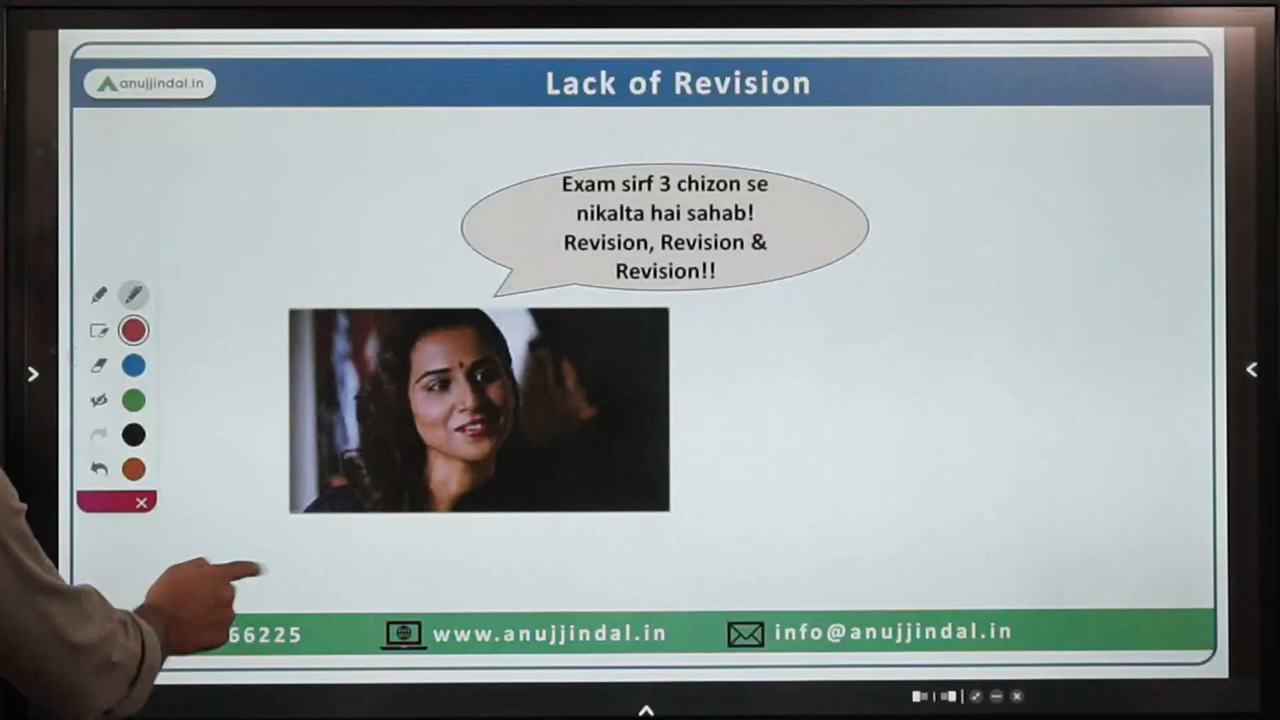 anujjindal.in
Lack of Revision
Exam sirf 3 chizon se
nikalta hai sahab!
Revision, Revision &
Revision!!
66225
www.anujjindal.in
info@anujjindal.in